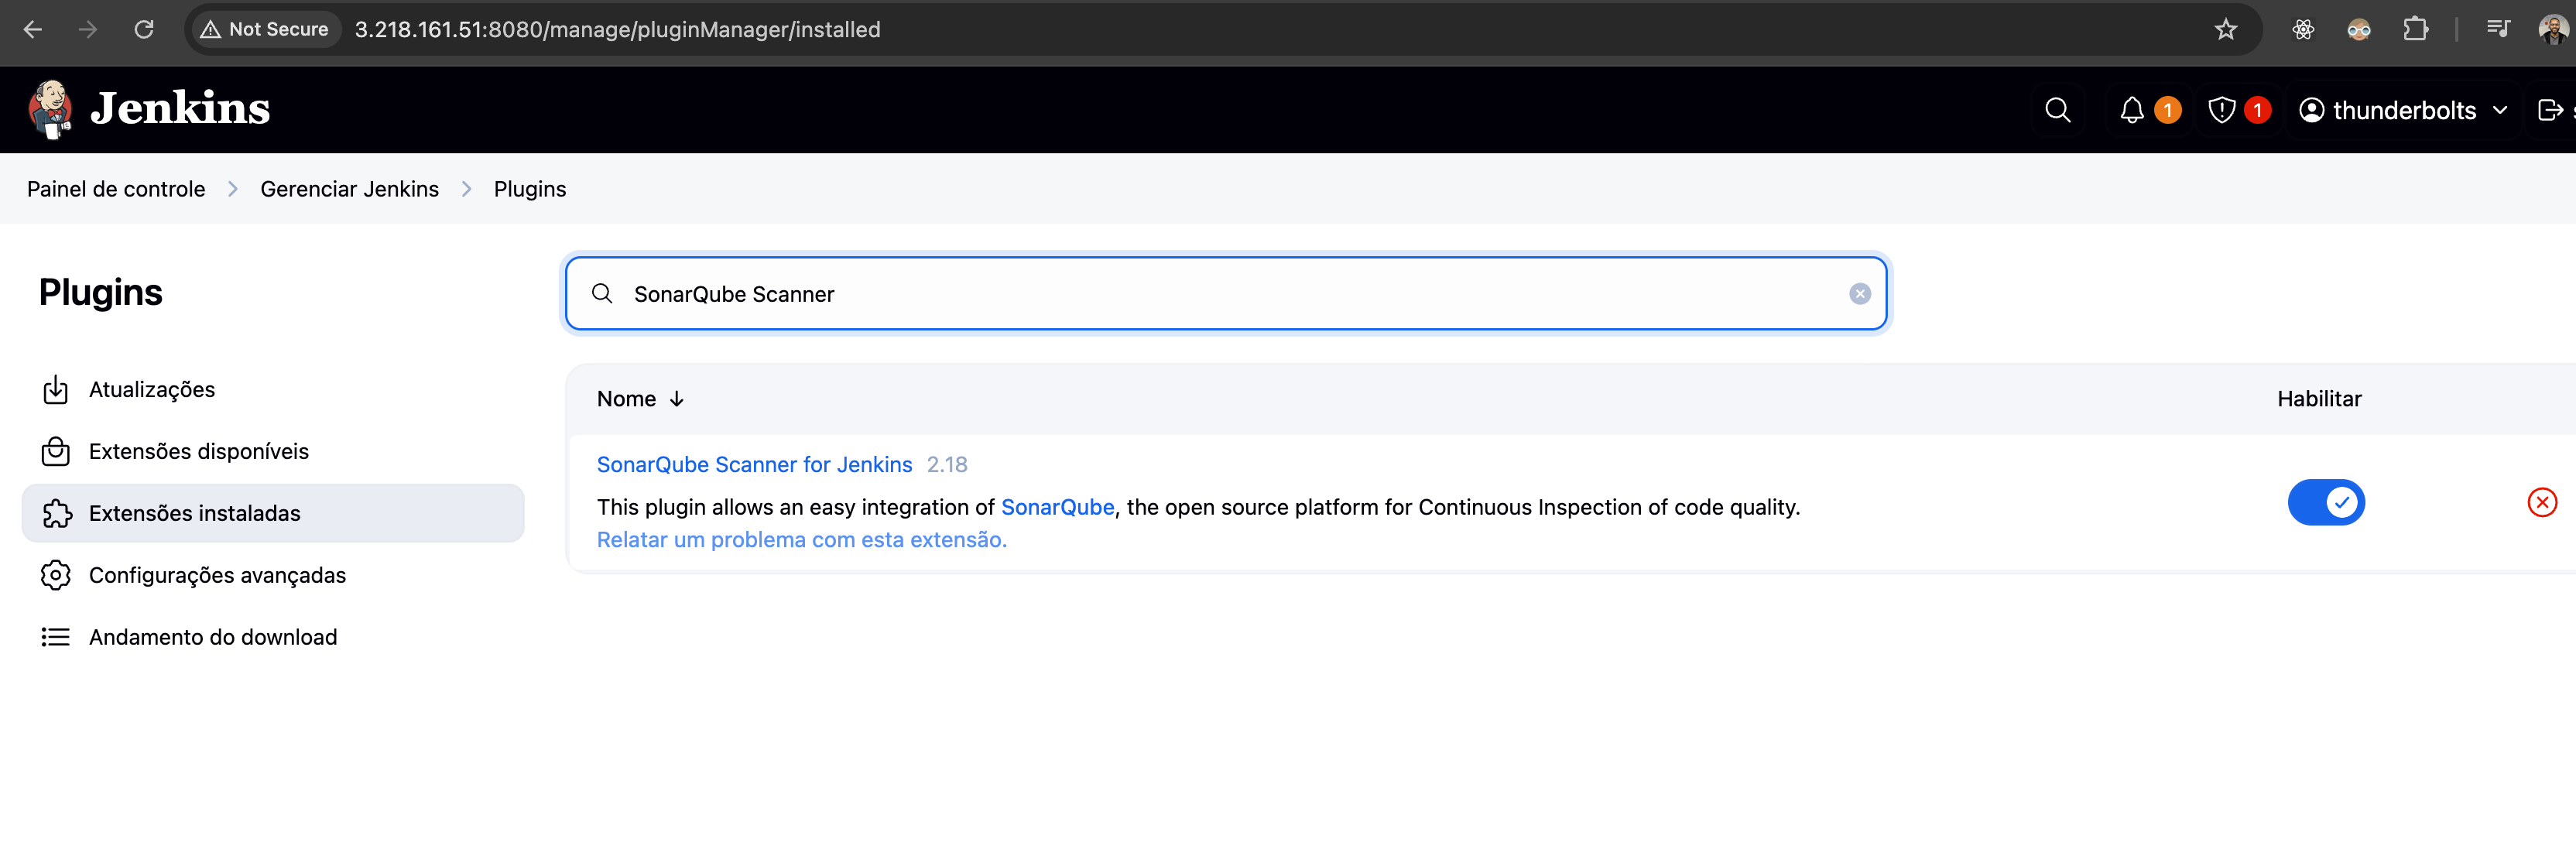 Not Secure 3.218.161.51:8080/manage/pluginManager/installed
Jenkins 1 1 thunderbolts
Painel de controle Gerenciar Jenkins Plugins
Plugins
SonarQube Scanner
Atualizações
Extensões disponíveis
Extensões instaladas
Configurações avançadas
Andamento do download
Nome Habilitar
SonarQube Scanner for Jenkins 2.18
This plugin allows an easy integration of SonarQube, the open source platform for Continuous Inspection of code quality.
Relatar um problema com esta extensão.